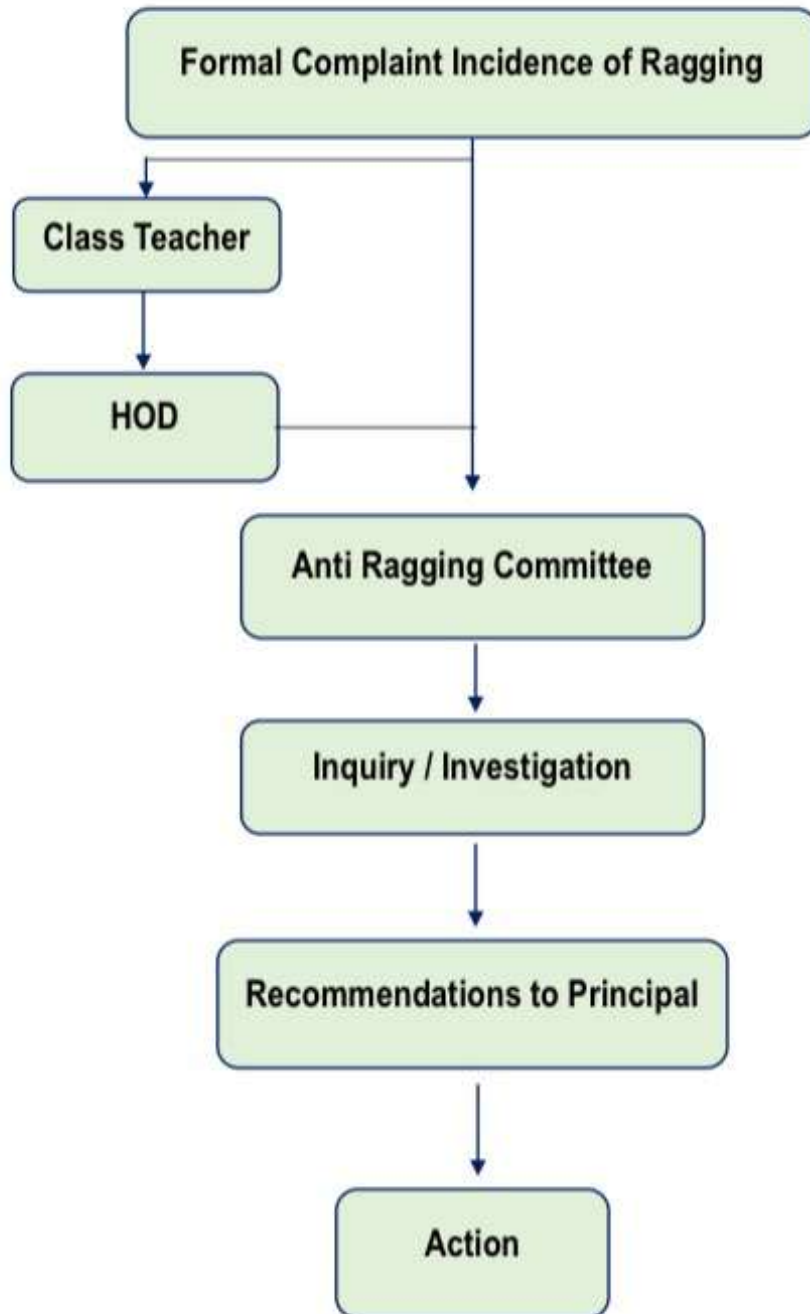 Formal Complaint Incidence of Ragging
Class Teacher
HOD
Anti Ragging Committee
Inquiry / Investigation
Recommendations to Principal
Action